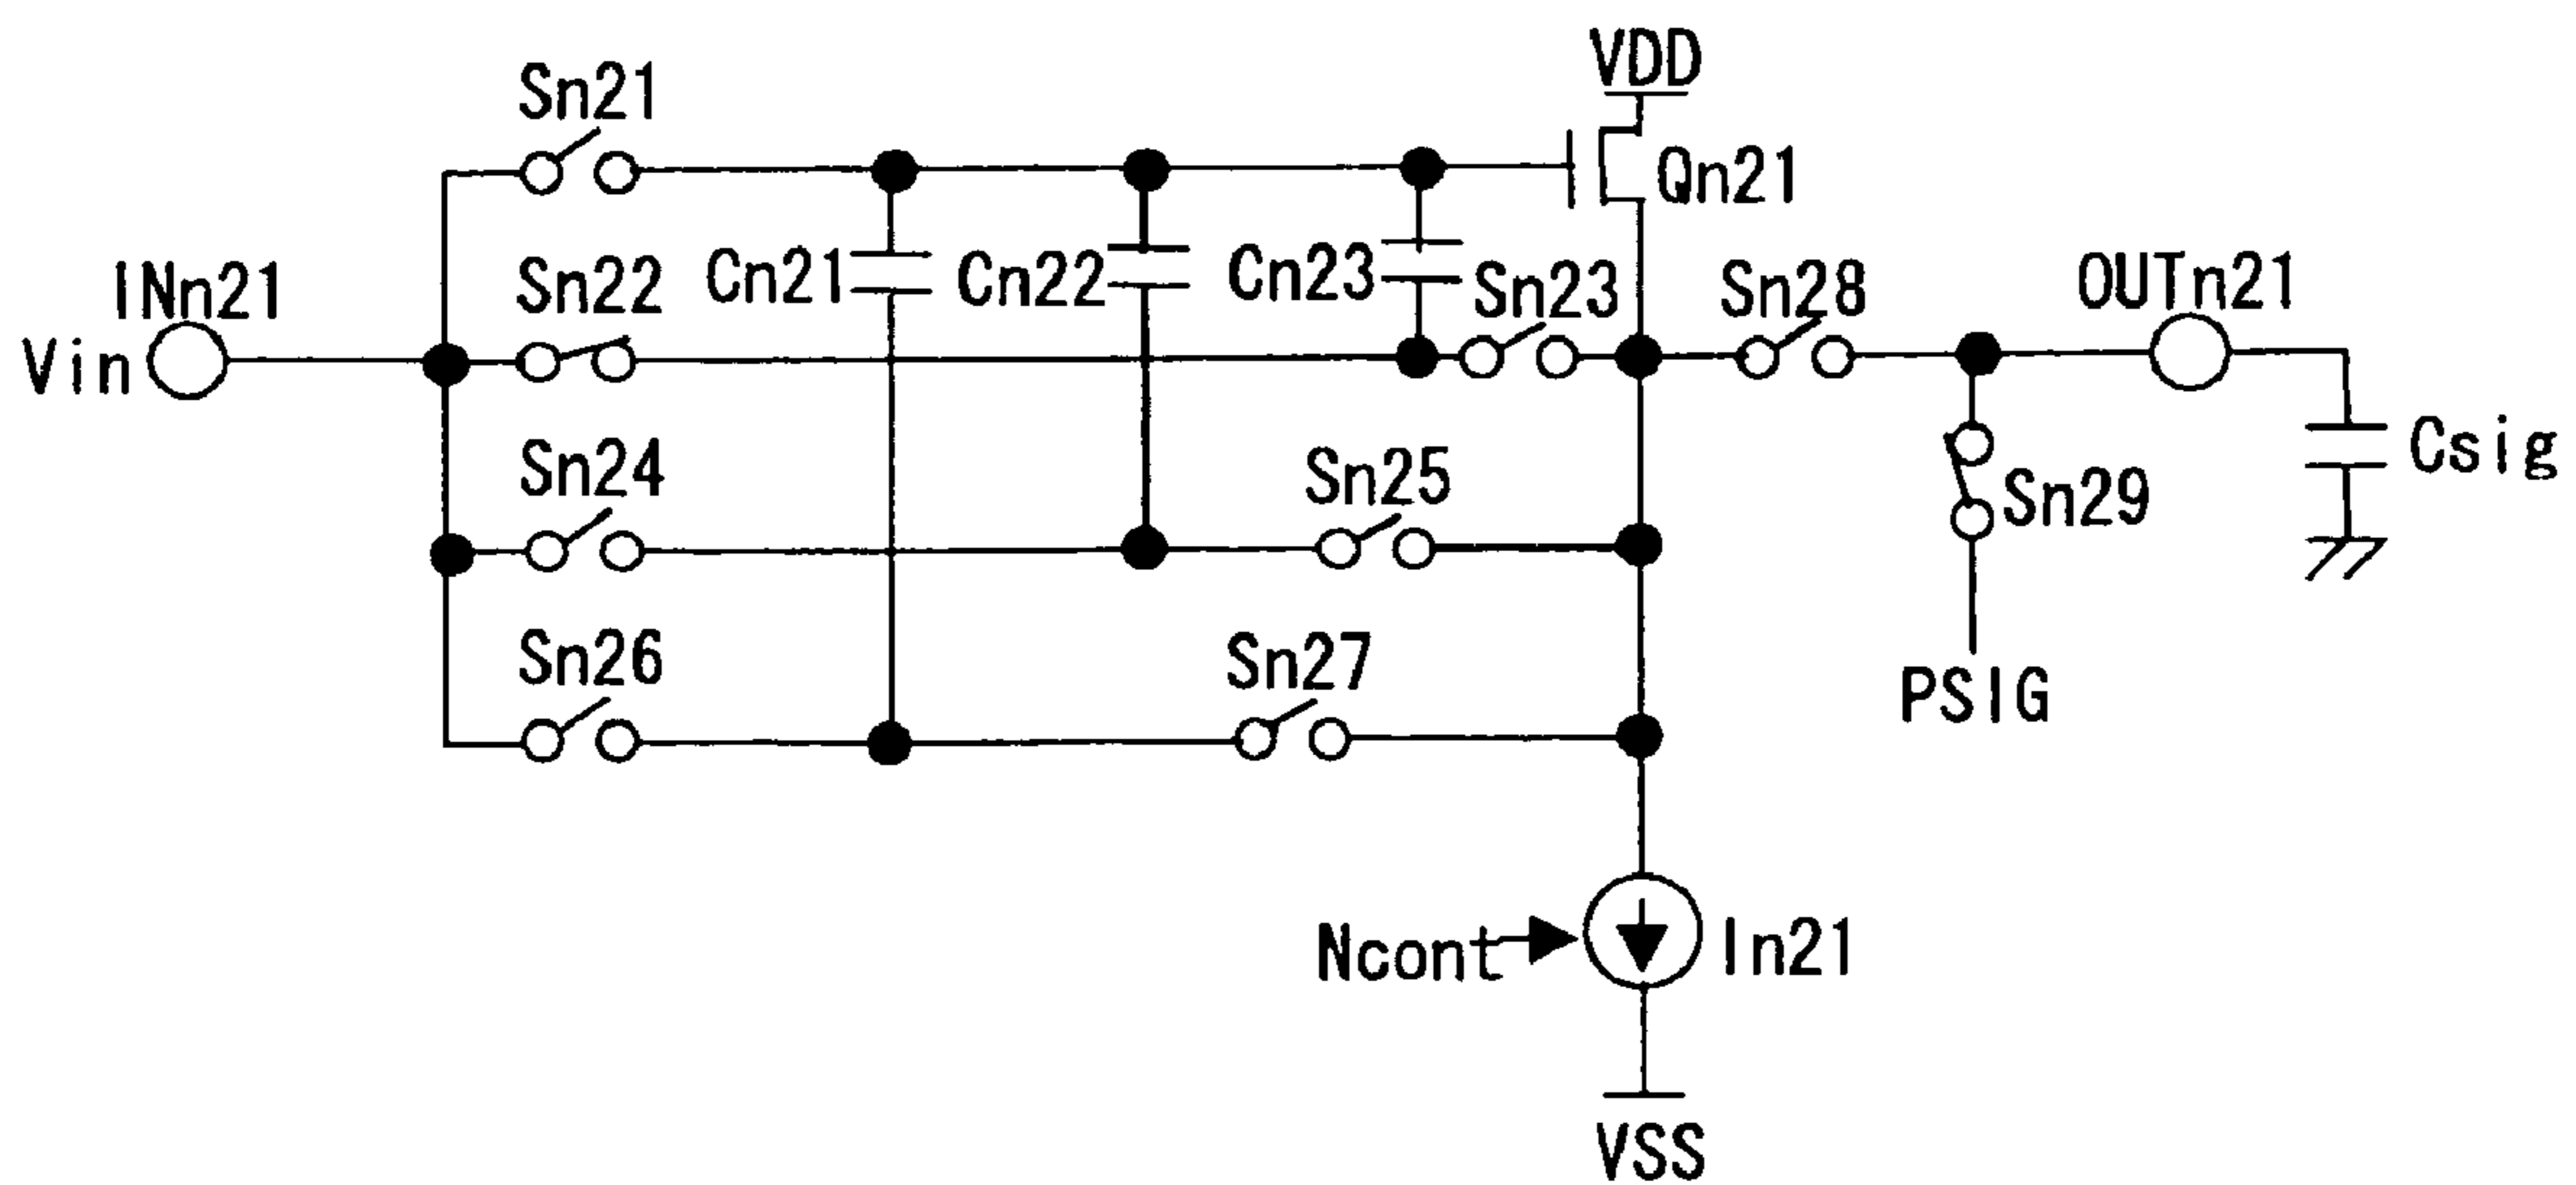 VDD
Sn21
Qn21
INn21
Sn22
Cn21
Cn22
Cn23
Sn23
Sn28
OUTn21
Vin
Sn24
Sn25
Sn29
Csig
Sn26
Sn27
PSIG
Ncont
In21
VSS